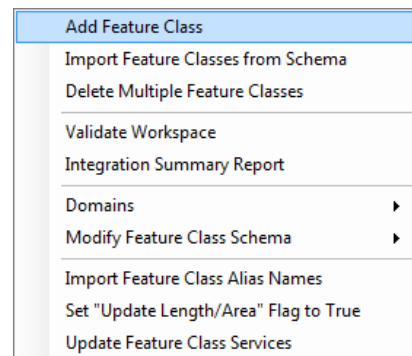 Add Feature Class
Import Feature Classes from Schema
Delete Multiple Feature Classes
Validate Workspace
Integration Summary Report
Domains
Modify Feature Class Schema
Import Feature Class Alias Names
Set "Update Length/Area" Flag to True
Update Feature Class Services